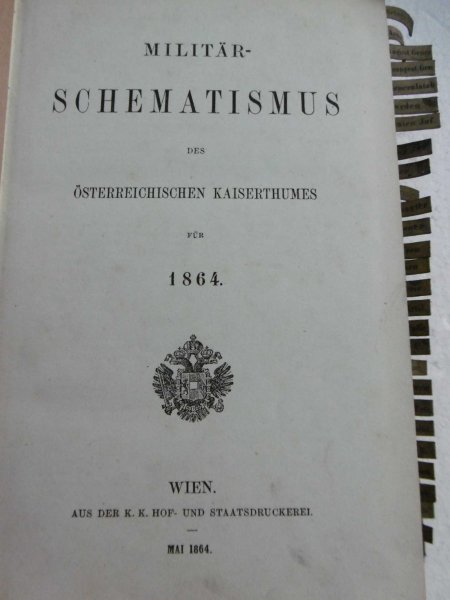 MILITÄR-
SCHEMATISMUS
DES
ÖSTERREICHISCHEN KAISERTHUMES
FÜR
1864.
WIEN.
AUS DER K. K. HOF- UND STAATSDRUCKEREI.
MAI 1864.